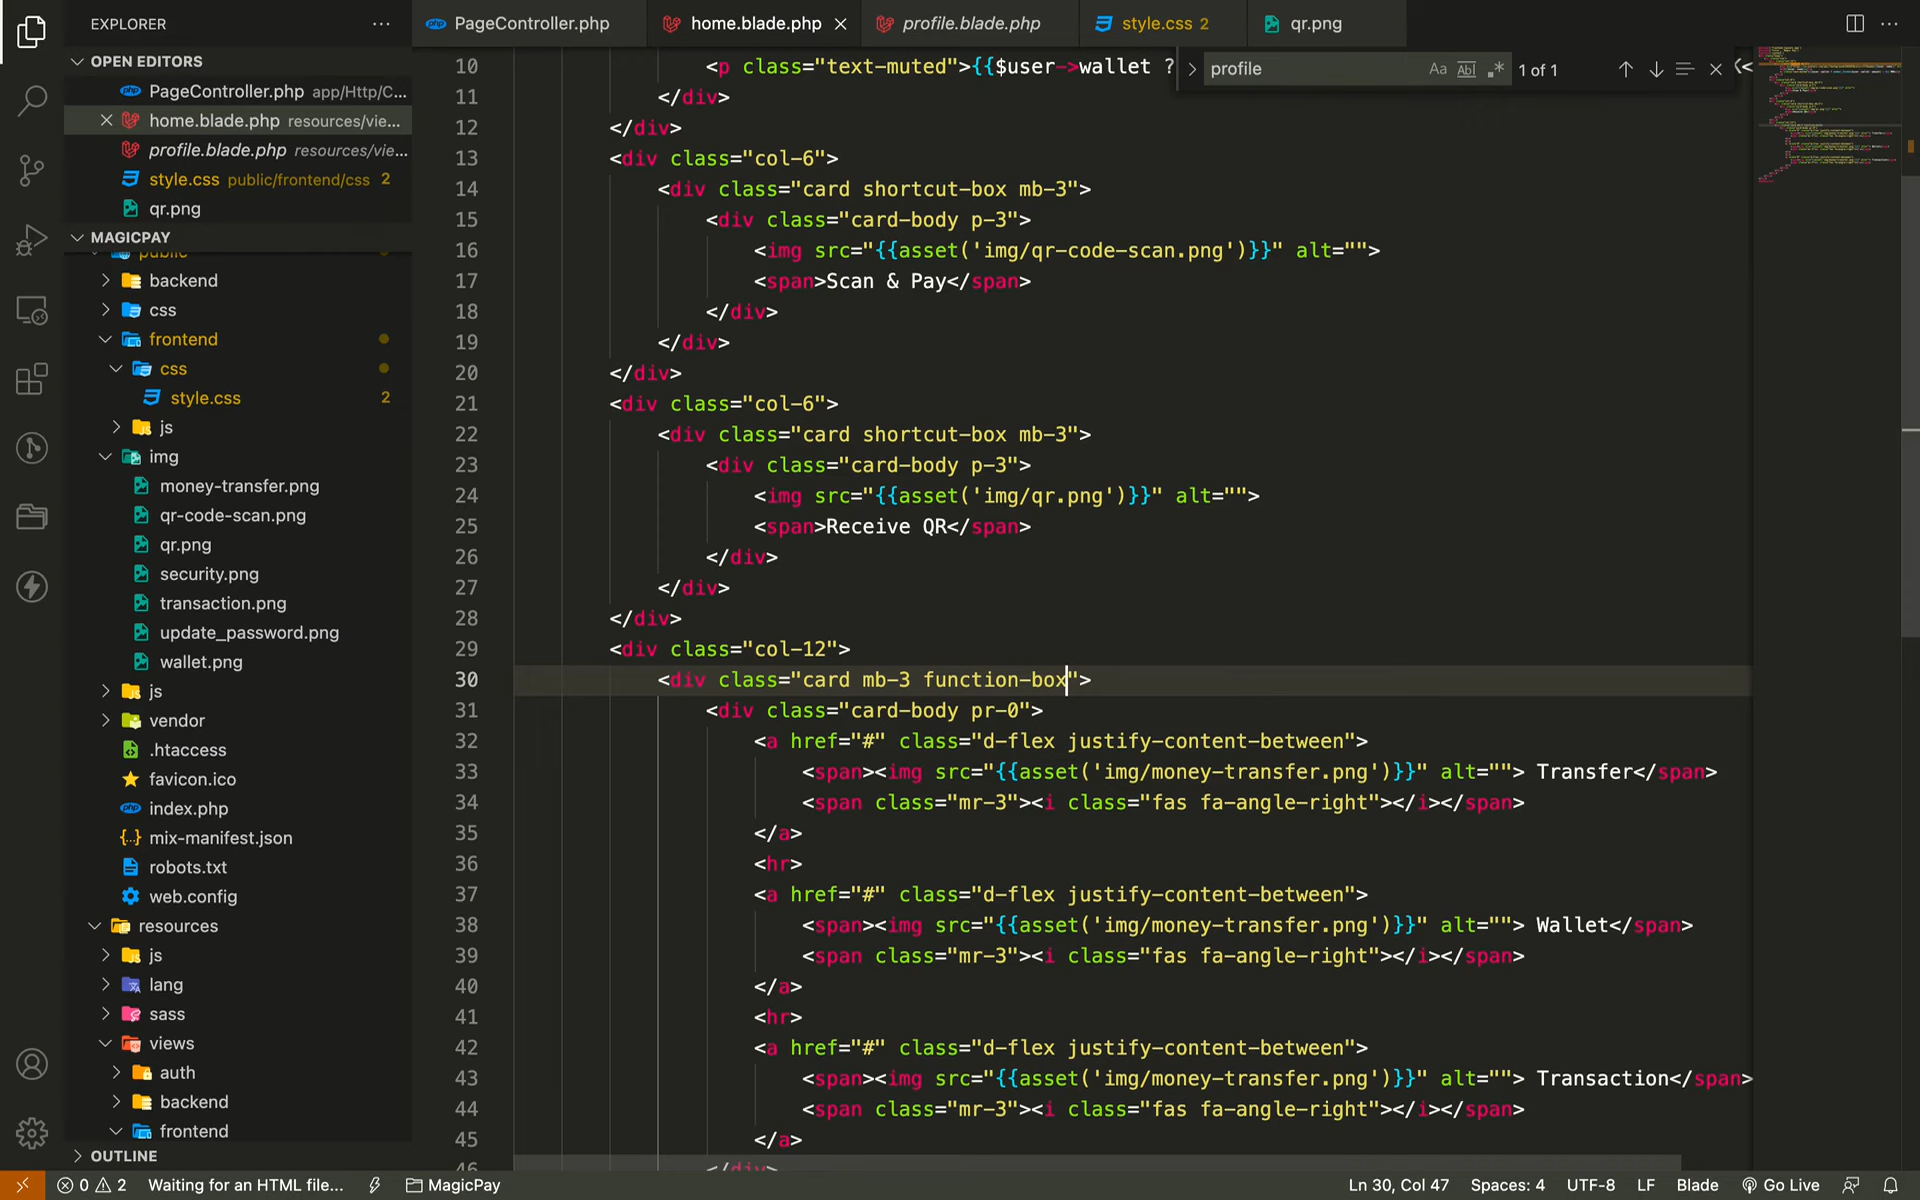 EXPLORER
OPEN EDITORS
PageController.php app/Http/C...
home.blade.php resources/vie...
profile.blade.php resources/vie...
style.css public/frontend/css 2
qr.png
MAGICPAY
public
backend
css
frontend
css
style.css 2
js
img
money-transfer.png
qr-code-scan.png
qr.png
security.png
transaction.png
update_password.png
wallet.png
js
vendor
.htaccess
favicon.ico
index.php
mix-manifest.json
robots.txt
web.config
resources
js
lang
sass
views
auth
backend
frontend
OUTLINE
PageController.php home.blade.php profile.blade.php style.css 2 qr.png
profile Aa Abl .* 1 of 1
10 <p class="text-muted">{{$user->wallet ?
11 </div>
12 </div>
13 <div class="col-6">
14 <div class="card shortcut-box mb-3">
15 <div class="card-body p-3">
16 <img src="{{asset('img/qr-code-scan.png')}}" alt="">
17 <span>Scan & Pay</span>
18 </div>
19 </div>
20 </div>
21 <div class="col-6">
22 <div class="card shortcut-box mb-3">
23 <div class="card-body p-3">
24 <img src="{{asset('img/qr.png')}}" alt="">
25 <span>Receive QR</span>
26 </div>
27 </div>
28 </div>
29 <div class="col-12">
30 <div class="card mb-3 function-box">
31 <div class="card-body pr-0">
32 <a href="#" class="d-flex justify-content-between">
33 <span><img src="{{asset('img/money-transfer.png')}}" alt=""> Transfer</span>
34 <span class="mr-3"><i class="fas fa-angle-right"></i></span>
35 </a>
36 <hr>
37 <a href="#" class="d-flex justify-content-between">
38 <span><img src="{{asset('img/money-transfer.png')}}" alt=""> Wallet</span>
39 <span class="mr-3"><i class="fas fa-angle-right"></i></span>
40 </a>
41 <hr>
42 <a href="#" class="d-flex justify-content-between">
43 <span><img src="{{asset('img/money-transfer.png')}}" alt=""> Transaction</span>
44 <span class="mr-3"><i class="fas fa-angle-right"></i></span>
45 </a>
46 </div>
0 2 Waiting for an HTML file... MagicPay Ln 30, Col 47 Spaces: 4 UTF-8 LF Blade Go Live